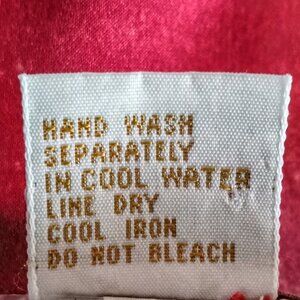 HAND WASH
SEPARATELY
IN COOL WATER
LINE DRY
COOL IRON
DO NOT BLEACH